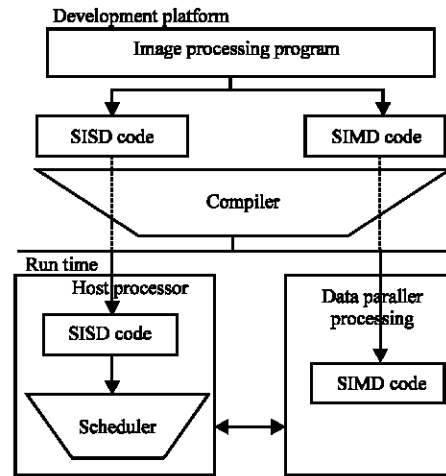 Development platform
Image processing program
SISD code
SIMD code
Compiler
Run time
Host processor
SISD code
Scheduler
Data paraller
processing
SIMD code